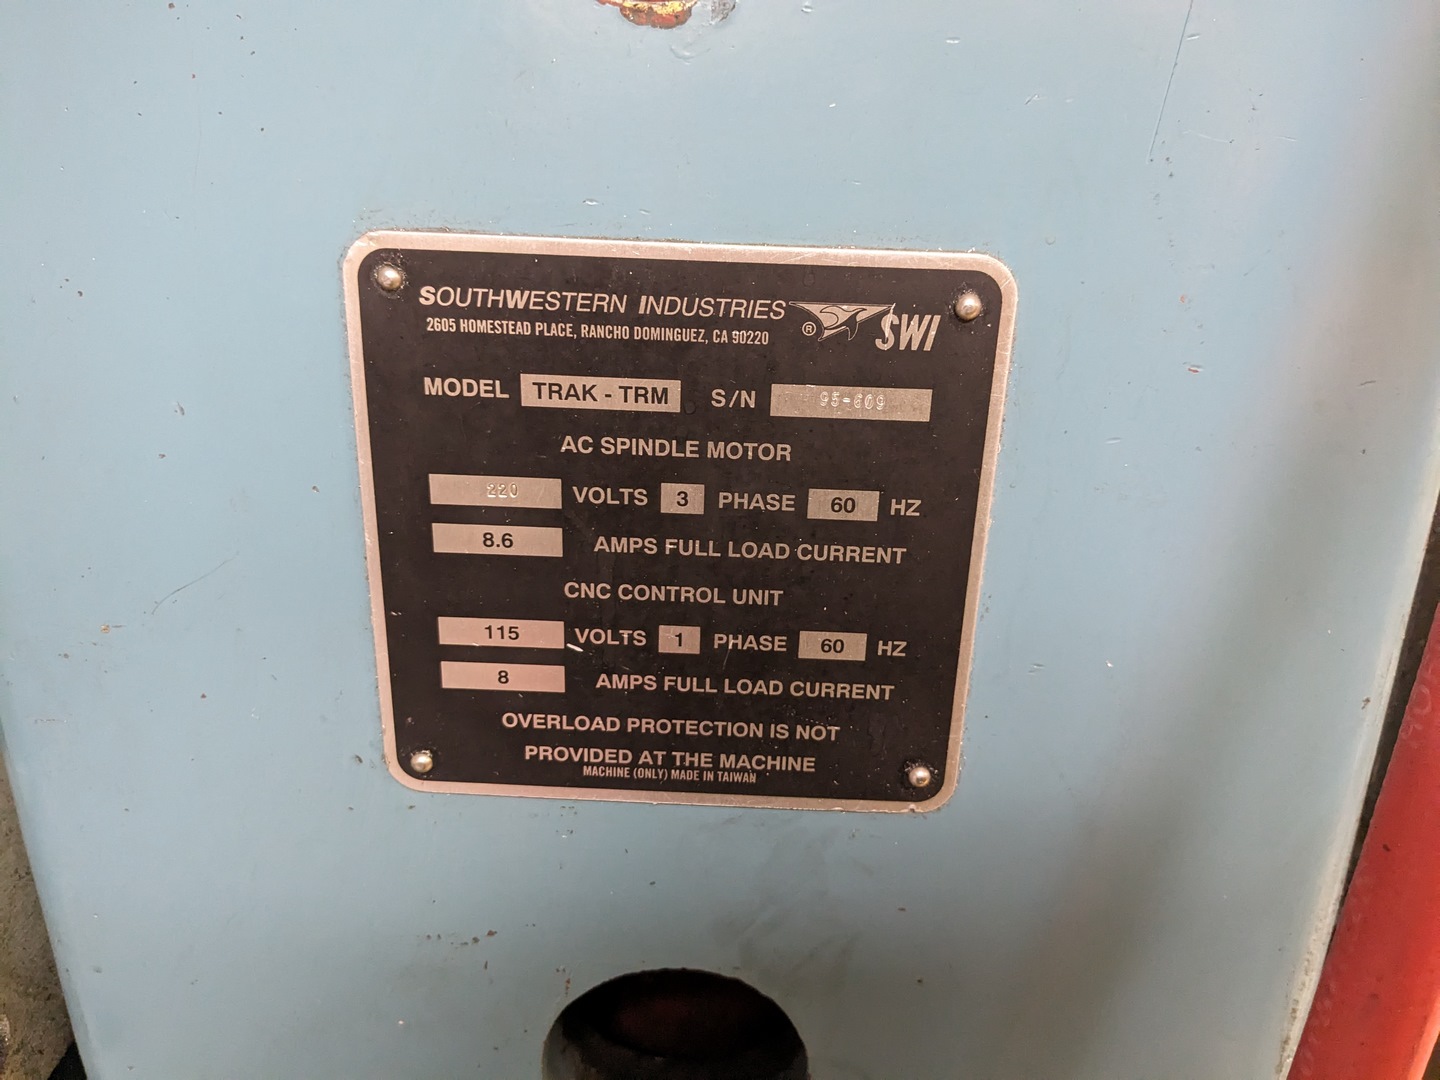 SOUTHWESTERN INDUSTRIES ® SWI
2605 HOMESTEAD PLACE, RANCHO DOMINGUEZ, CA 90220
MODEL TRAK - TRM S/N 95-609
AC SPINDLE MOTOR
220 VOLTS 3 PHASE 60 HZ
8.6 AMPS FULL LOAD CURRENT
CNC CONTROL UNIT
115 VOLTS 1 PHASE 60 HZ
8 AMPS FULL LOAD CURRENT
OVERLOAD PROTECTION IS NOT
PROVIDED AT THE MACHINE
MACHINE (ONLY) MADE IN TAIWAN